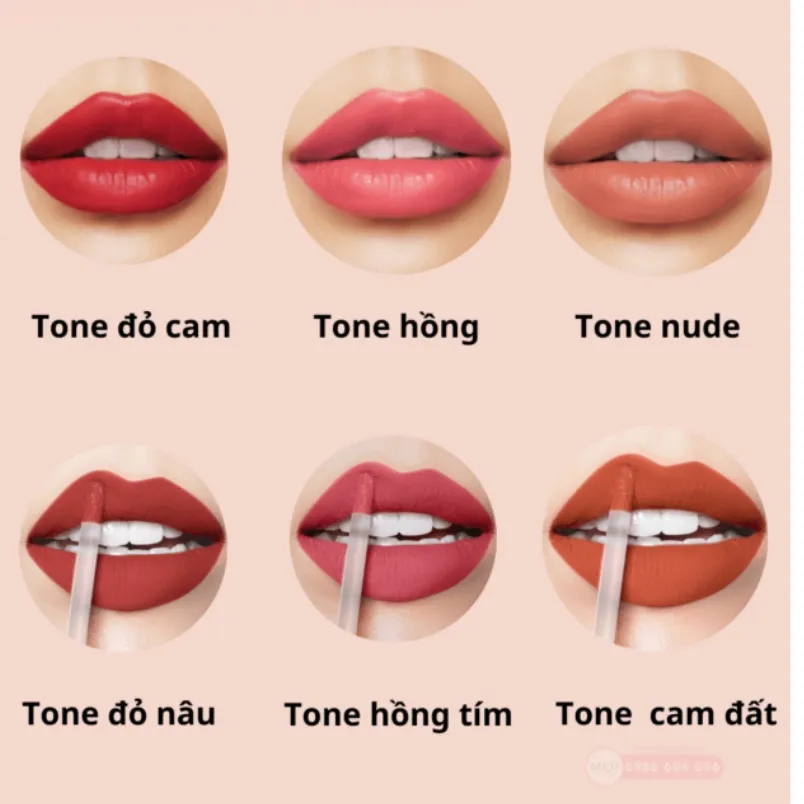 Tone đỏ cam
Tone hồng
Tone nude
Tone đỏ nâu
Tone hồng tím
Tone cam đất